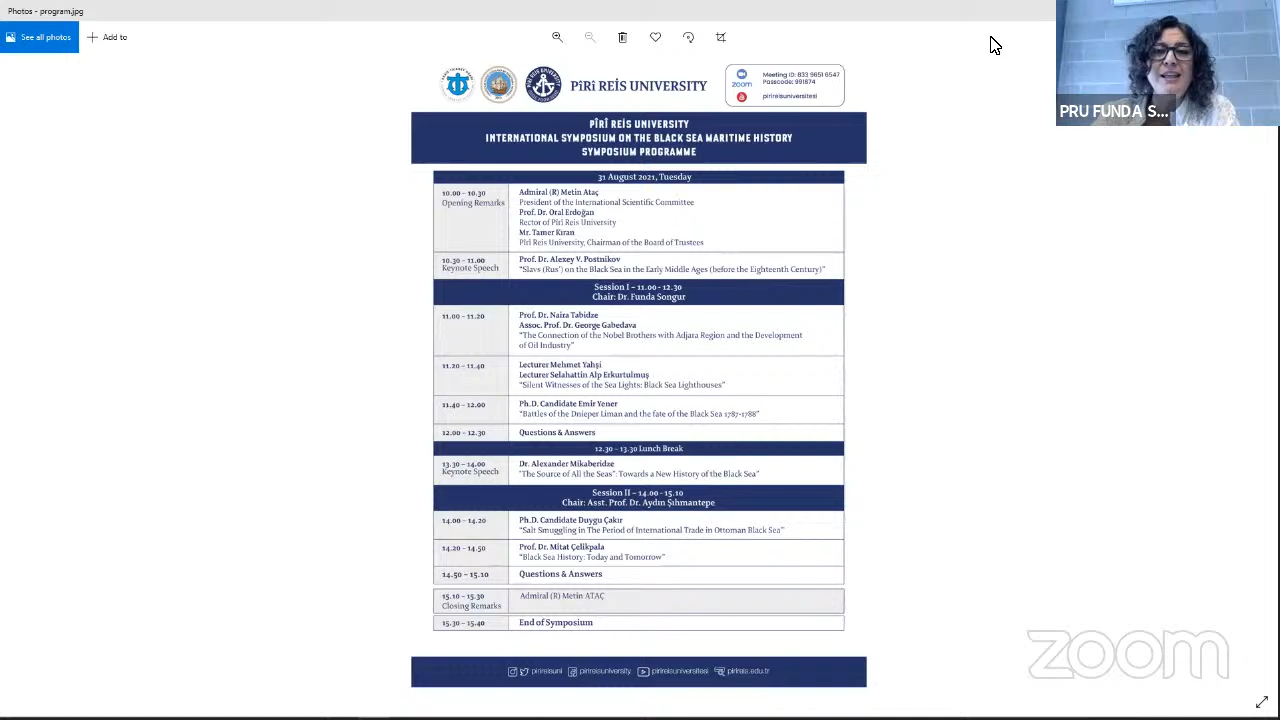 Photos - program.jpg
See all photos
Add to
PRU FUNDA S...
PİRİ REİS UNIVERSITY
zoom
Meeting ID: 833 9651 6547
Passcode: 991874
pirireisuniversitesi
PİRİ REİS UNIVERSITY
INTERNATIONAL SYMPOSIUM ON THE BLACK SEA MARITIME HISTORY
SYMPOSIUM PROGRAMME
31 August 2021, Tuesday
10.00 – 10.30
Opening Remarks
Admiral (R) Metin Ataç
President of the International Scientific Committee
Prof. Dr. Oral Erdoğan
Rector of Pîrî Reis University
Mr. Tamer Kıran
Pîrî Reis University, Chairman of the Board of Trustees
10.30 – 11.00
Keynote Speech
Prof. Dr. Alexey V. Postnikov
“Slavs (Rus’) on the Black Sea in the Early Middle Ages (before the Eighteenth Century)”
Session I – 11.00 - 12.30
Chair: Dr. Funda Songur
11.00 – 11.20
Prof. Dr. Naira Tabidze
Assoc. Prof. Dr. George Gabedava
“The Connection of the Nobel Brothers with Adjara Region and the Development
of Oil Industry”
11.20 – 11.40
Lecturer Mehmet Yahşi
Lecturer Selahattin Alp Erkurtulmuş
“Silent Witnesses of the Sea Lights: Black Sea Lighthouses”
11.40 – 12.00
Ph.D. Candidate Emir Yener
“Battles of the Dnieper Liman and the fate of the Black Sea 1787-1788”
12.00 – 12.30
Questions & Answers
12.30 – 13.30 Lunch Break
13.30 – 14.00
Keynote Speech
Dr. Alexander Mikaberidze
“The Source of All the Seas”: Towards a New History of the Black Sea”
Session II – 14.00 - 15.10
Chair: Asst. Prof. Dr. Aydın Şıhmantepe
14.00 – 14.20
Ph.D. Candidate Duygu Çakır
“Salt Smuggling in The Period of International Trade in Ottoman Black Sea”
14.20 – 14.50
Prof. Dr. Mitat Çelikpala
“Black Sea History: Today and Tomorrow”
14.50 – 15.10
Questions & Answers
15.10 – 15.30
Closing Remarks
Admiral (R) Metin ATAÇ
15.30 – 15.40
End of Symposium
pirireisuni
pirireisuniversity
pirireisuniversitesi
pirireis.edu.tr
zoom